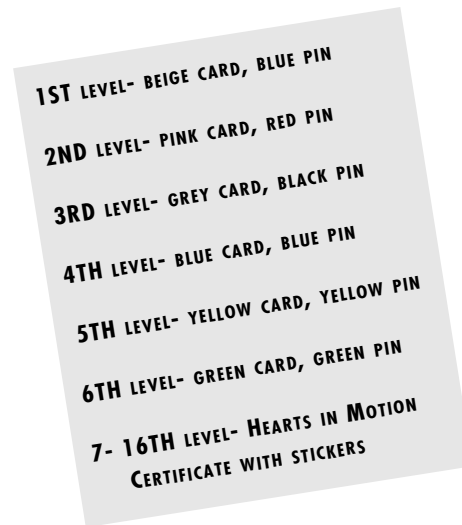 1ST LEVEL- BEIGE CARD, BLUE PIN
2ND LEVEL- PINK CARD, RED PIN
3RD LEVEL- GREY CARD, BLACK PIN
4TH LEVEL- BLUE CARD, BLUE PIN
5TH LEVEL- YELLOW CARD, YELLOW PIN
6TH LEVEL- GREEN CARD, GREEN PIN
7- 16TH LEVEL- HEARTS IN MOTION
CERTIFICATE WITH STICKERS